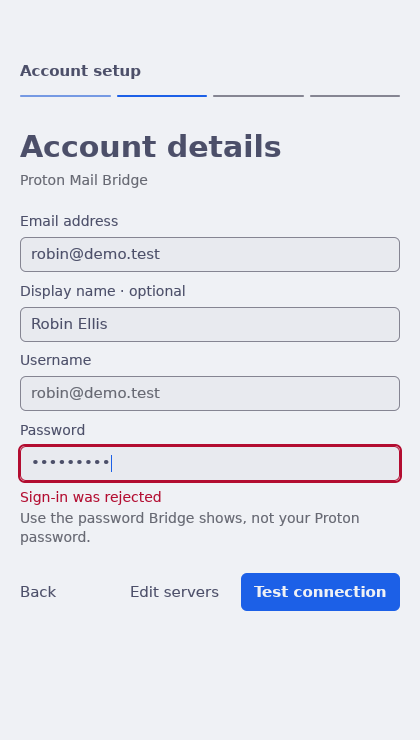 Account setup
Account details
Proton Mail Bridge
Email address
robin@demo.test
Display name · optional
Robin Ellis
Username
robin@demo.test
Password
•••••••••
Sign-in was rejected
Use the password Bridge shows, not your Proton
password.
Back Edit servers Test connection